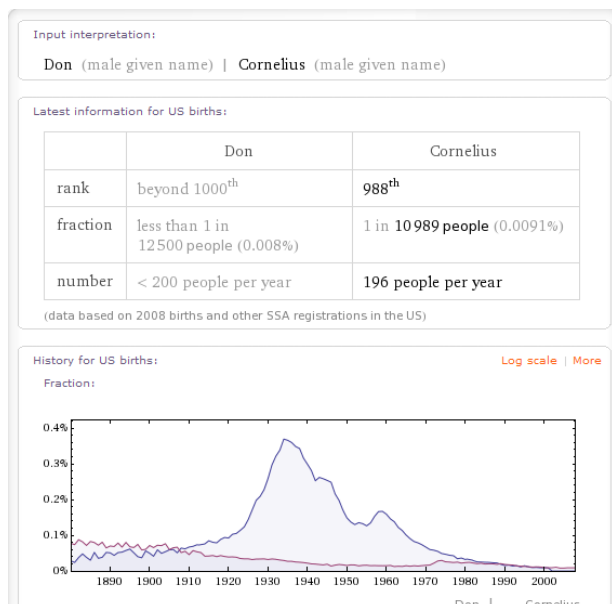 Input interpretation:
Don (male given name) | Cornelius (male given name)
Latest information for US births:
Don Cornelius
rank beyond 1000th 988th
fraction less than 1 in 12500 people (0.008%) 1 in 10989 people (0.0091%)
number < 200 people per year 196 people per year
(data based on 2008 births and other SSA registrations in the US)
History for US births: Log scale | More
Fraction:
0.4%
0.3%
0.2%
0.1%
0%
1890 1900 1910 1920 1930 1940 1950 1960 1970 1980 1990 2000
Don | Cornelius